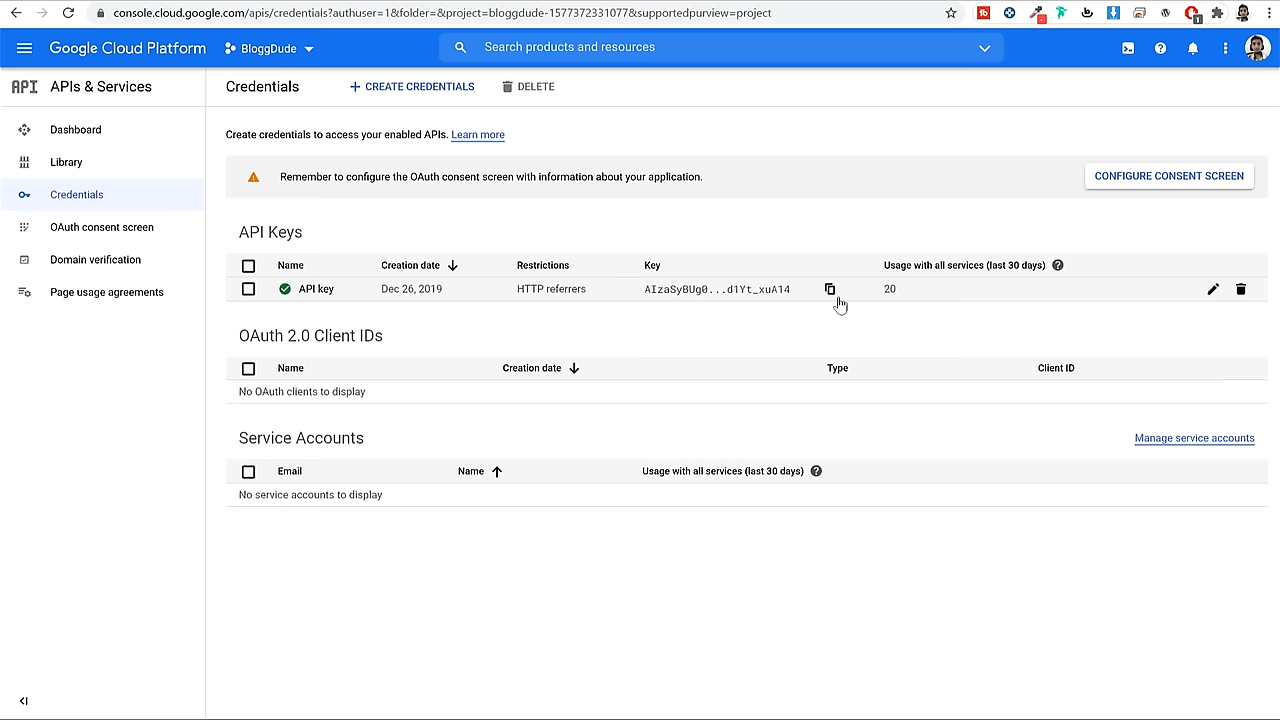 console.cloud.google.com/apis/credentials?authuser=1&folder=&project=bloggdude-1577372331077&supportedpurview=project
Google Cloud Platform BloggDude Search products and resources
API APIs & Services Credentials CREATE CREDENTIALS DELETE
Dashboard
Library
Credentials
OAuth consent screen
Domain verification
Page usage agreements
Create credentials to access your enabled APIs. Learn more
Remember to configure the OAuth consent screen with information about your application. CONFIGURE CONSENT SCREEN
API Keys
Name Creation date Restrictions Key Usage with all services (last 30 days)
API key Dec 26, 2019 HTTP referrers AIzaSyBUg0...d1Yt_xuA14 20
OAuth 2.0 Client IDs
Name Creation date Type Client ID
No OAuth clients to display
Service Accounts Manage service accounts
Email Name Usage with all services (last 30 days)
No service accounts to display